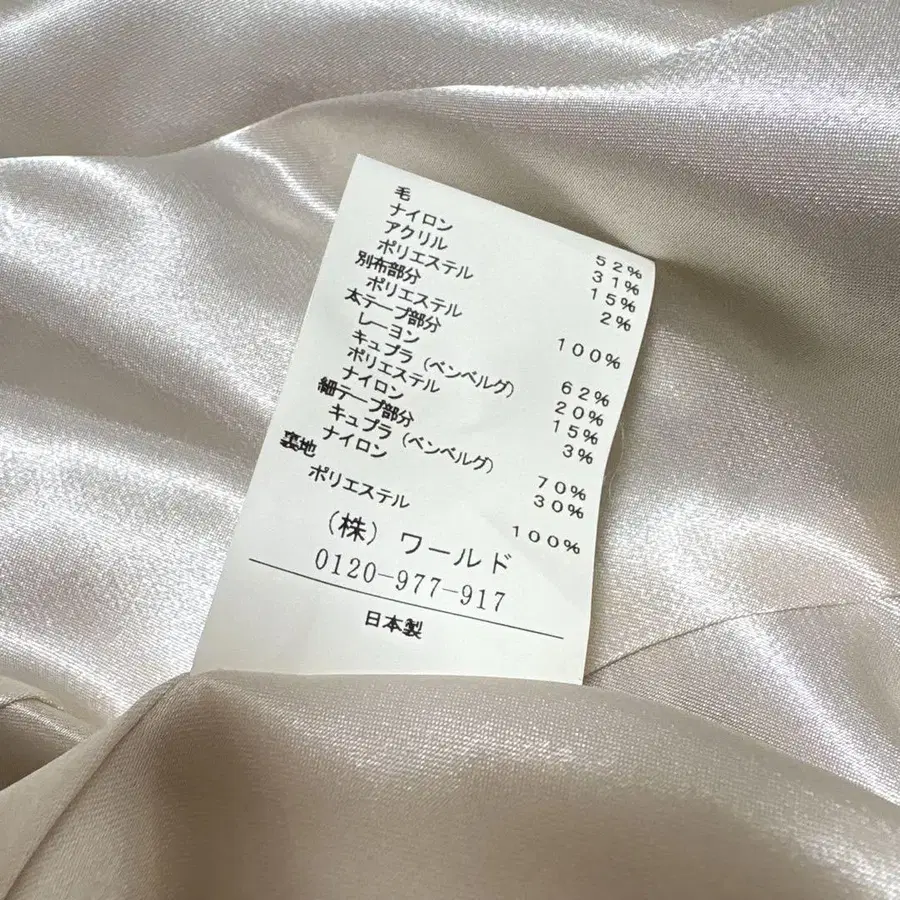 毛 52%
ナイロン 31%
アクリル 15%
ポリエステル 2%
別布部分
ポリエステル 100%
太テープ部分
レーヨン 62%
キュプラ(ベンベルグ) 20%
ポリエステル 15%
ナイロン 3%
細テープ部分
キュプラ(ベンベルグ) 70%
ナイロン 30%
裏地
ポリエステル 100%
(株)ワールド
0120-977-917
日本製